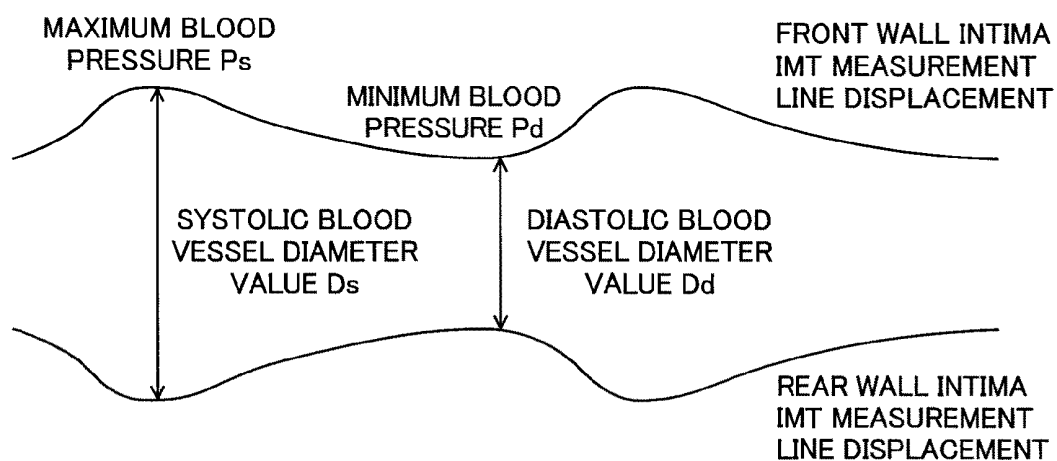 MAXIMUM BLOOD
PRESSURE Ps
MINIMUM BLOOD
PRESSURE Pd
FRONT WALL INTIMA
IMT MEASUREMENT
LINE DISPLACEMENT
SYSTOLIC BLOOD
VESSEL DIAMETER
VALUE Ds
DIASTOLIC BLOOD
VESSEL DIAMETER
VALUE Dd
REAR WALL INTIMA
IMT MEASUREMENT
LINE DISPLACEMENT